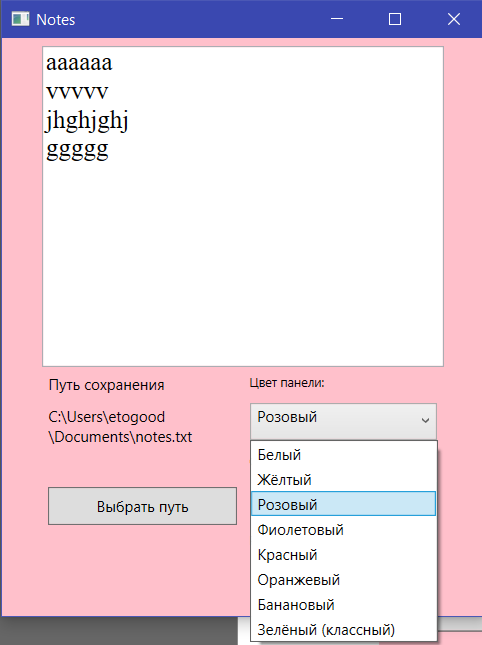 Notes
aaaaaa
vvvvv
jhghjghj
ggggg
Путь сохранения
C:\Users\etogood
\Documents\notes.txt
Выбрать путь
Цвет панели:
Розовый
Белый
Жёлтый
Розовый
Фиолетовый
Красный
Оранжевый
Банановый
Зелёный (классный)